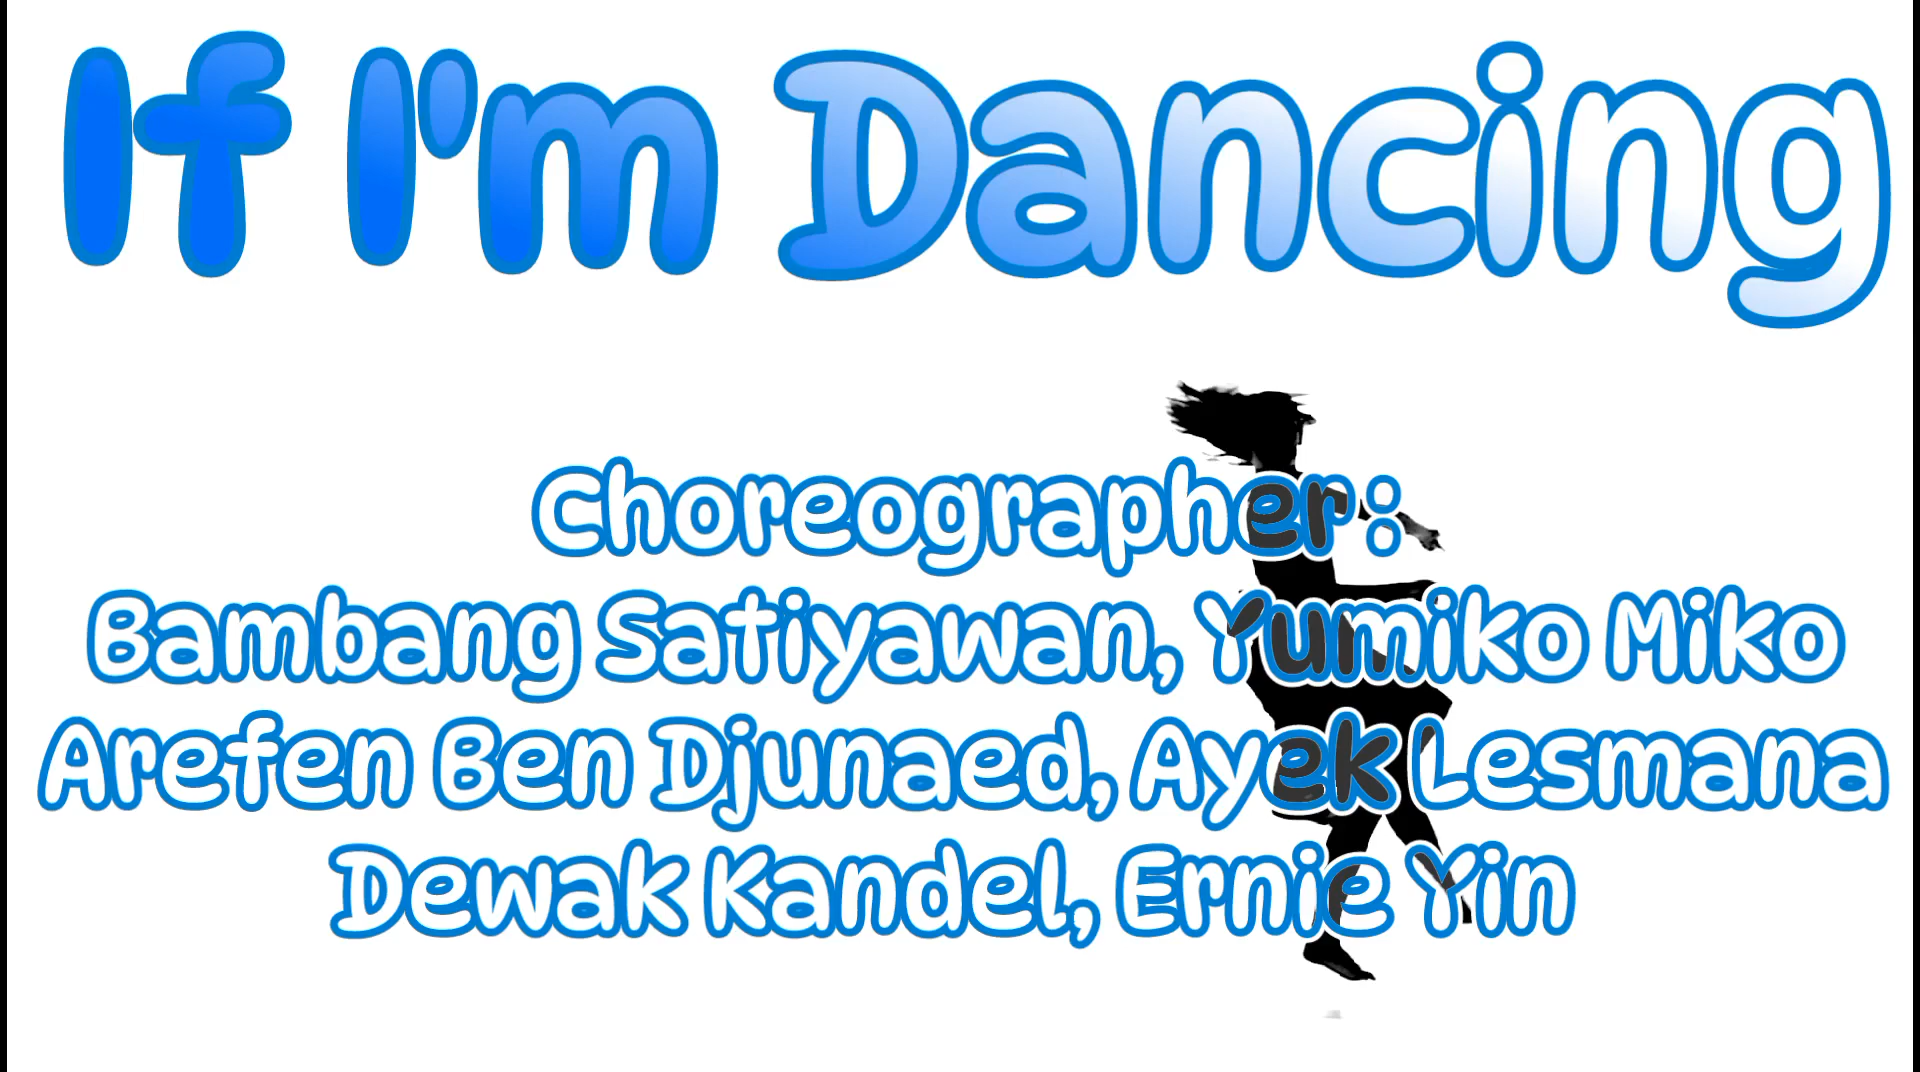 If I'm Dancing
Choreographer:
Bambang Satiyawan, Yumiko Miko
Arefen Ben Djunaed, Ayek Lesmana
Dewak Kandel, Ernie Yin